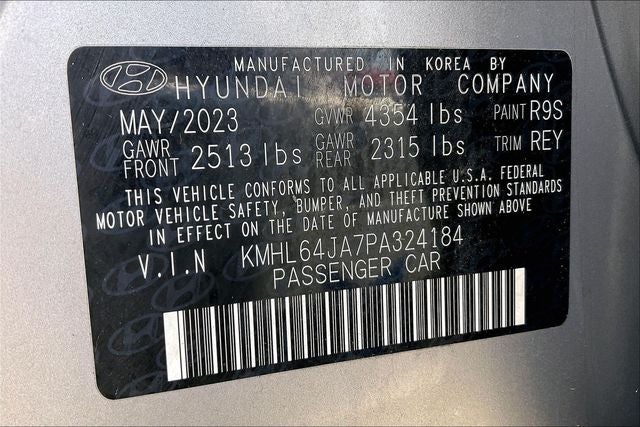 MANUFACTURED IN KOREA BY
HYUNDAI MOTOR COMPANY
MAY/2023 GVWR 4354 lbs PAINT R9S
GAWR FRONT 2513 lbs GAWR REAR 2315 lbs TRIM REY
THIS VEHICLE CONFORMS TO ALL APPLICABLE U.S.A. FEDERAL
MOTOR VEHICLE SAFETY, BUMPER, AND THEFT PREVENTION STANDARDS
IN EFFECT ON THE DATE OF MANUFACTURE SHOWN ABOVE
V.I.N KMHL64JA7PA324184
PASSENGER CAR